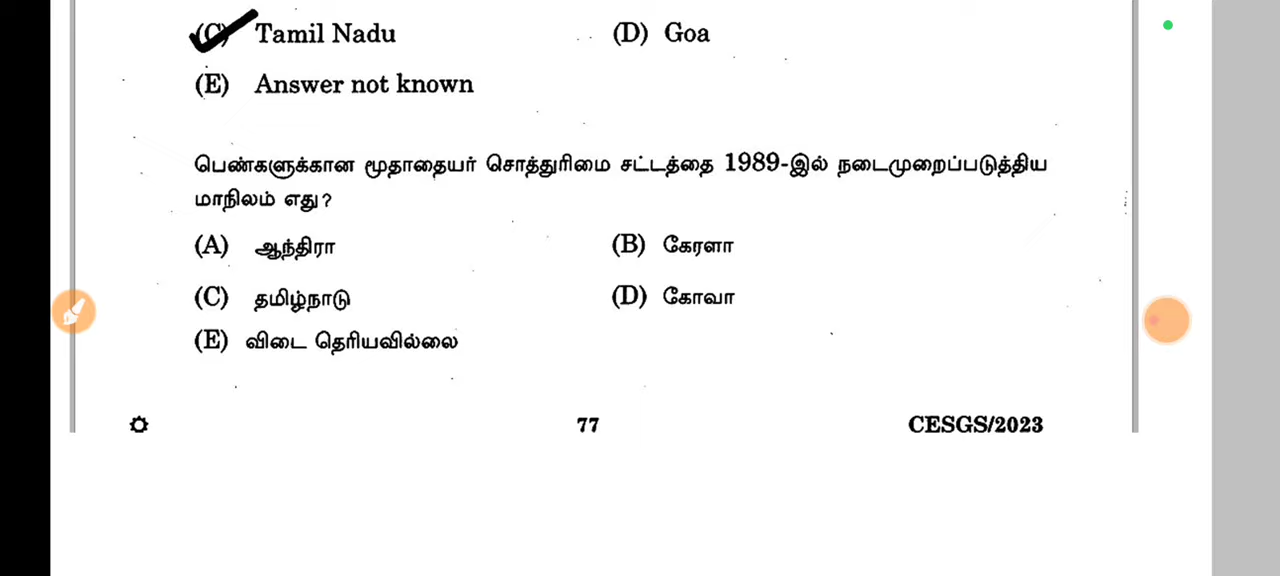 (C) Tamil Nadu (D) Goa
(E) Answer not known
பெண்களுக்கான மூதாதையர் சொத்துரிமை சட்டத்தை 1989-இல் நடைமுறைப்படுத்திய
மாநிலம் எது?
(A) ஆந்திரா (B) கேரளா
(C) தமிழ்நாடு (D) கோவா
(E) விடை தெரியவில்லை
77 CESGS/2023